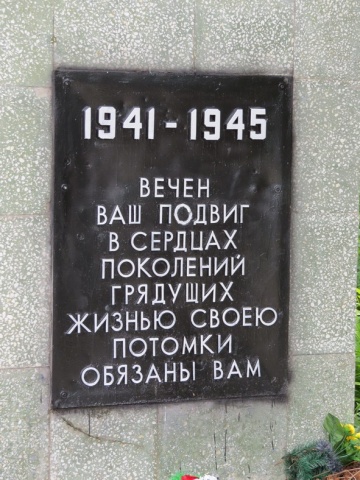 1941 - 1945
ВЕЧЕН
ВАШ ПОДВИГ
В СЕРДЦАХ
ПОКОЛЕНИЙ
ГРЯДУЩИХ
ЖИЗНЬЮ СВОЕЮ
ПОТОМКИ
ОБЯЗАНЫ ВАМ